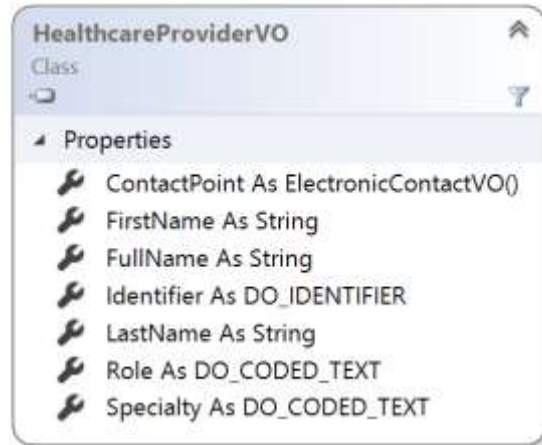 HealthcareProviderVO
Class
Properties
ContactPoint As ElectronicContactVO()
FirstName As String
FullName As String
Identifier As DO_IDENTIFIER
LastName As String
Role As DO_CODED_TEXT
Specialty As DO_CODED_TEXT